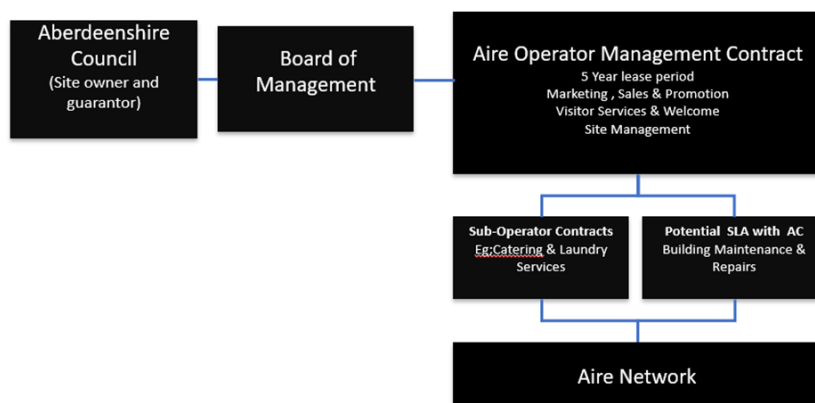 Aberdeenshire
Council
(Site owner and
guarantor)
Board of
Management
Aire Operator Management Contract
5 Year lease period
Marketing , Sales & Promotion
Visitor Services & Welcome
Site Management
Sub-Operator Contracts
Eg;Catering & Laundry
Services
Potential SLA with AC
Building Maintenance &
Repairs
Aire Network